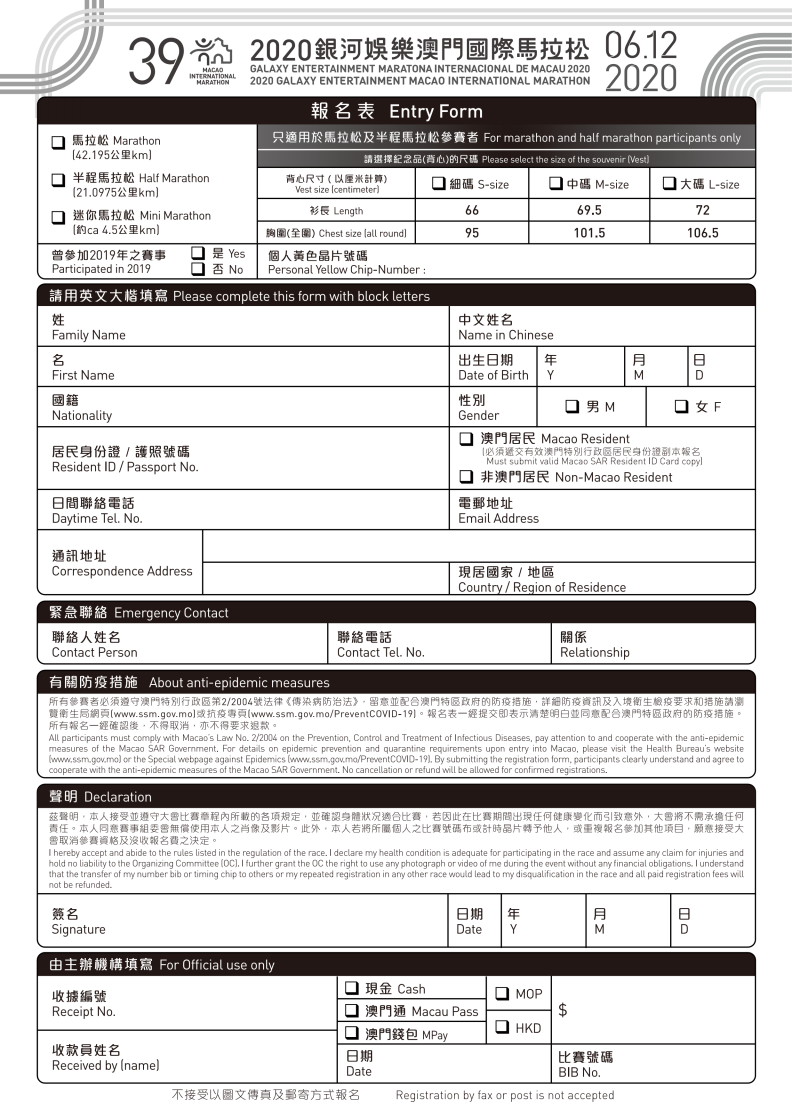 39
MACAO
INTERNATIONAL
MARATHON
2020銀河娛樂澳門國際馬拉松
GALAXY ENTERTAINMENT MARATONA INTERNACIONAL DE MACAU 2020
2020 GALAXY ENTERTAINMENT MACAO INTERNATIONAL MARATHON
06.12
2020
報名表 Entry Form
馬拉松 Marathon
(42.195公里km)
半程馬拉松 Half Marathon
(21.0975公里km)
迷你馬拉松 Mini Marathon
(約ca 4.5公里km)
只適用於馬拉松及半程馬拉松參賽者 For marathon and half marathon participants only
請選擇紀念品(背心)的尺碼 Please select the size of the souvenir (Vest)
背心尺寸 ( 以厘米計算) 細碼 S-size 中碼 M-size 大碼 L-size
Vest size (centimeter)
衫長 Length 66 69.5 72
胸圍(全圍) Chest size (all round) 95 101.5 106.5
曾參加2019年之賽事 是 Yes
Participated in 2019 否 No
個人黃色晶片號碼
Personal Yellow Chip-Number :
請用英文大楷填寫 Please complete this form with block letters
姓
Family Name
中文姓名
Name in Chinese
名
First Name
出生日期 年 月 日
Date of Birth Y M D
國籍
Nationality
性別
Gender
男 M 女 F
居民身份證 / 護照號碼
Resident ID / Passport No.
澳門居民 Macao Resident
(必須遞交有效澳門特別行政區居民身份證副本報名
Must submit valid Macao SAR Resident ID Card copy)
非澳門居民 Non-Macao Resident
日間聯絡電話
Daytime Tel. No.
電郵地址
Email Address
通訊地址
Correspondence Address
現居國家 / 地區
Country / Region of Residence
緊急聯絡 Emergency Contact
聯絡人姓名
Contact Person
聯絡電話
Contact Tel. No.
關係
Relationship
有關防疫措施 About anti-epidemic measures
所有參賽者必須遵守澳門特別行政區第2/2004號法律《傳染病防治法》，留意並配合澳門特區政府的防疫措施，詳細防疫資訊及入境衛生檢疫要求和措施請瀏
覽衛生局網頁(www.ssm.gov.mo)或抗疫專頁(www.ssm.gov.mo/PreventCOVID-19)。報名表一經提交即表示清楚明白並同意配合澳門特區政府的防疫措施。
所有報名一經確認後，不得取消，亦不得要求退款。
All participants must comply with Macao's Law No. 2/2004 on the Prevention, Control and Treatment of Infectious Diseases, pay attention to and cooperate with the anti-epidemic
measures of the Macao SAR Government. For details on epidemic prevention and quarantine requirements upon entry into Macao, please visit the Health Bureau's website
(www.ssm.gov.mo) or the Special webpage against Epidemics (www.ssm.gov.mo/PreventCOVID-19). By submitting the registration form, participants clearly understand and agree to
cooperate with the anti-epidemic measures of the Macao SAR Government. No cancellation or refund will be allowed for confirmed registrations.
聲明 Declaration
茲聲明，本人接受並遵守大會比賽章程內所載的各項規定，並確認身體狀況適合比賽，若因此在比賽期間出現任何健康變化而引致意外，大會將不需承擔任何
責任。本人同意賽事組委會無償使用本人之肖像及影片。此外，本人若將所屬個人之比賽號碼布或計時晶片轉予他人，或重複報名參加其他項目，願意接受大
會取消參賽資格及沒收報名費之決定。
I hereby accept and abide to the rules listed in the regulation of the race. I declare my health condition is adequate for participating in the race and assume any claim for injuries and
hold no liability to the Organizing Committee (OC). I further grant the OC the right to use any photograph or video of me during the event without any financial obligations. I understand
that the transfer of my number bib or timing chip to others or my repeated registration in any other race would lead to my disqualification in the race and all paid registration fees will
not be refunded.
簽名
Signature
日期 年 月 日
Date Y M D
由主辦機構填寫 For Official use only
收據編號
Receipt No.
現金 Cash
澳門通 Macau Pass
澳門錢包 MPay
MOP
HKD
$
收款員姓名
Received by (name)
日期
Date
比賽號碼
BIB No.
不接受以圖文傳真及郵寄方式報名 Registration by fax or post is not accepted